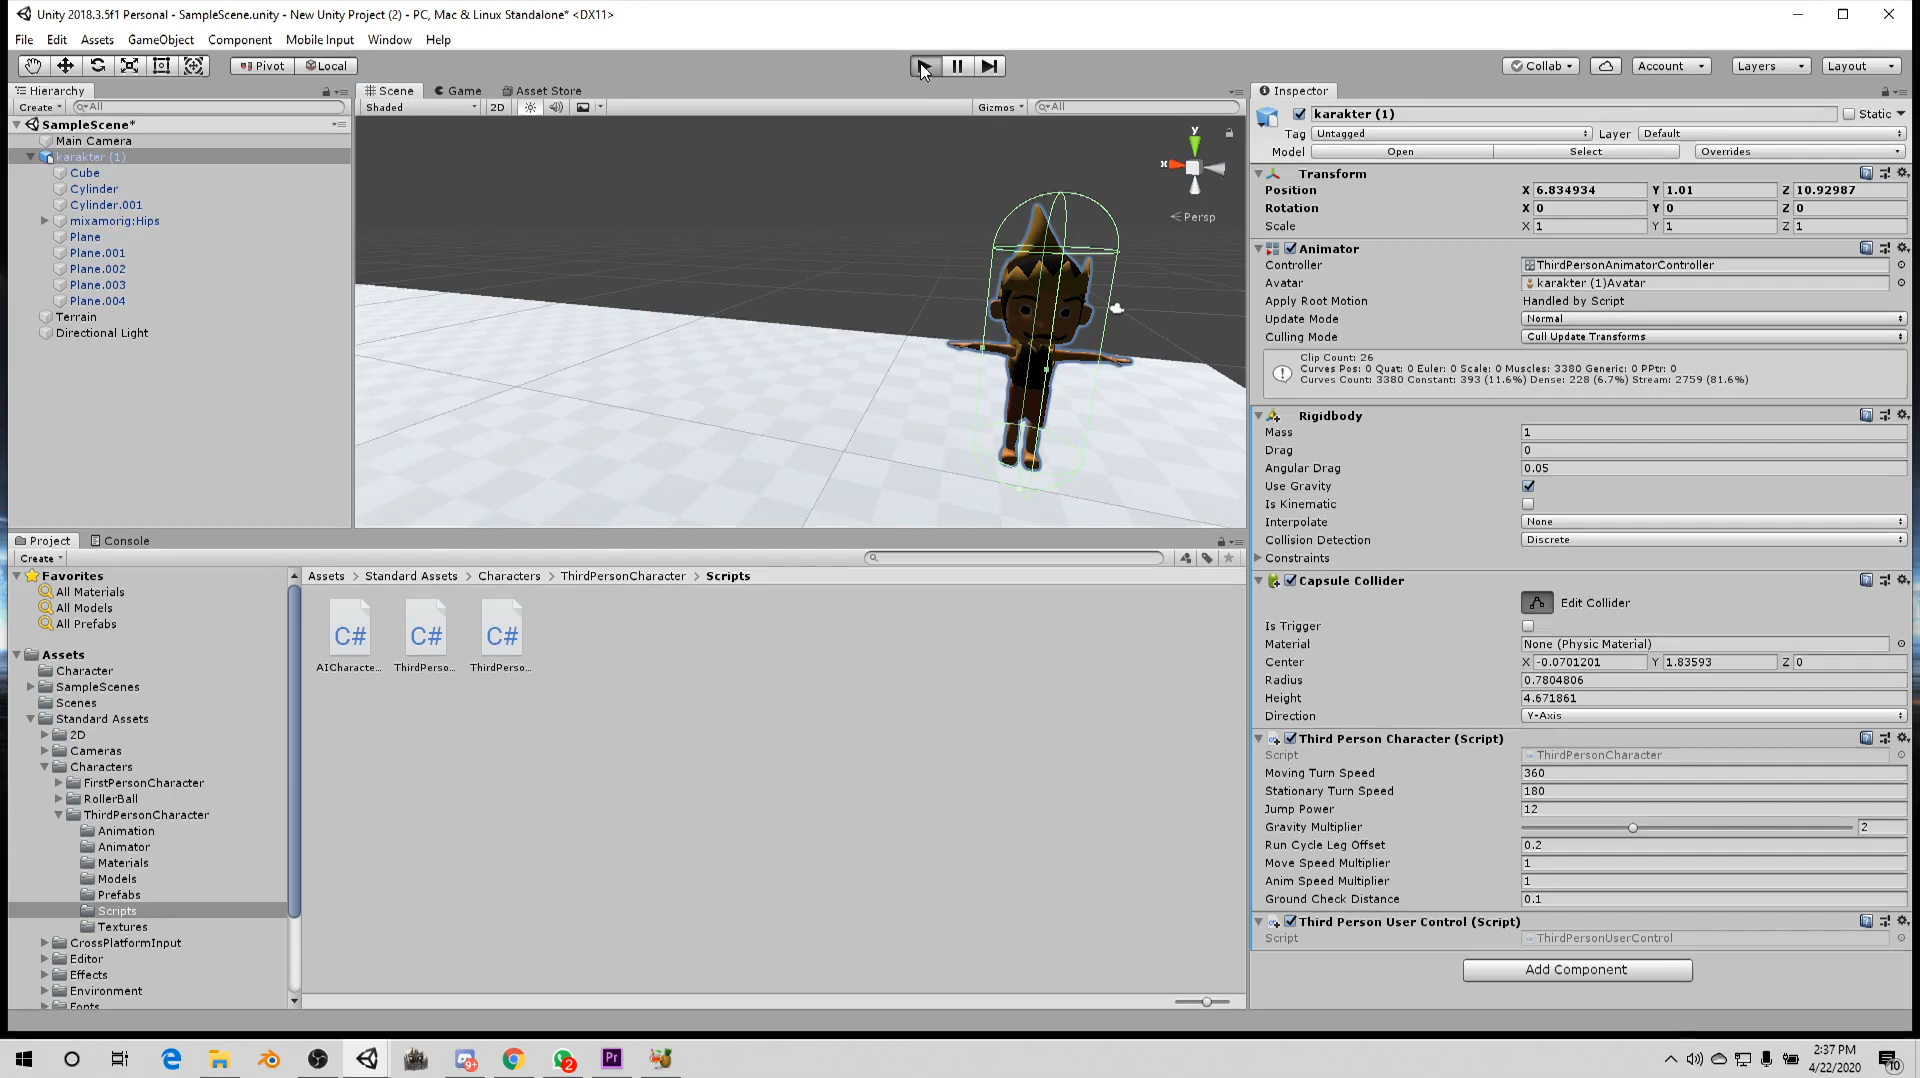 Unity 2018.3.5f1 Personal - SampleScene.unity - New Unity Project (2) - PC, Mac & Linux Standalone* <DX11>
File Edit Assets GameObject Component Mobile Input Window Help
Pivot Local Collab Account Layers Layout
Hierarchy
Create All
SampleScene*
Main Camera
karakter (1)
Cube
Cylinder
Cylinder.001
mixamorig:Hips
Plane
Plane.001
Plane.002
Plane.003
Plane.004
Terrain
Directional Light
Scene Game Asset Store
Shaded 2D Gizmos All
y
x
Persp
Inspector
karakter (1) Static
Tag Untagged Layer Default
Model Open Select Overrides
Transform
Position X 6.834934 Y 1.01 Z 10.92987
Rotation X 0 Y 0 Z 0
Scale X 1 Y 1 Z 1
Animator
Controller ThirdPersonAnimatorController
Avatar karakter (1)Avatar
Apply Root Motion Handled by Script
Update Mode Normal
Culling Mode Cull Update Transforms
Clip Count: 26
Curves Pos: 0 Quat: 0 Euler: 0 Scale: 0 Muscles: 3380 Generic: 0 PPtr: 0
Curves Count: 3380 Constant: 393 (11.6%) Dense: 228 (6.7%) Stream: 2759 (81.6%)
Rigidbody
Mass 1
Drag 0
Angular Drag 0.05
Use Gravity
Is Kinematic
Interpolate None
Collision Detection Discrete
Constraints
Capsule Collider
Edit Collider
Is Trigger
Material None (Physic Material)
Center X -0.0701201 Y 1.83593 Z 0
Radius 0.7804806
Height 4.671861
Direction Y-Axis
Third Person Character (Script)
Script ThirdPersonCharacter
Moving Turn Speed 360
Stationary Turn Speed 180
Jump Power 12
Gravity Multiplier 2
Run Cycle Leg Offset 0.2
Move Speed Multiplier 1
Anim Speed Multiplier 1
Ground Check Distance 0.1
Third Person User Control (Script)
Script ThirdPersonUserControl
Add Component
Project Console
Create
Favorites
All Materials
All Models
All Prefabs
Assets
Character
SampleScenes
Scenes
Standard Assets
2D
Cameras
Characters
FirstPersonCharacter
RollerBall
ThirdPersonCharacter
Animation
Animator
Materials
Models
Prefabs
Scripts
Textures
CrossPlatformInput
Editor
Effects
Environment
Fonts
Assets > Standard Assets > Characters > ThirdPersonCharacter > Scripts
C# C# C#
AICharacte... ThirdPerso... ThirdPerso...
9+ 2 Pr
2:37 PM
4/22/2020
10